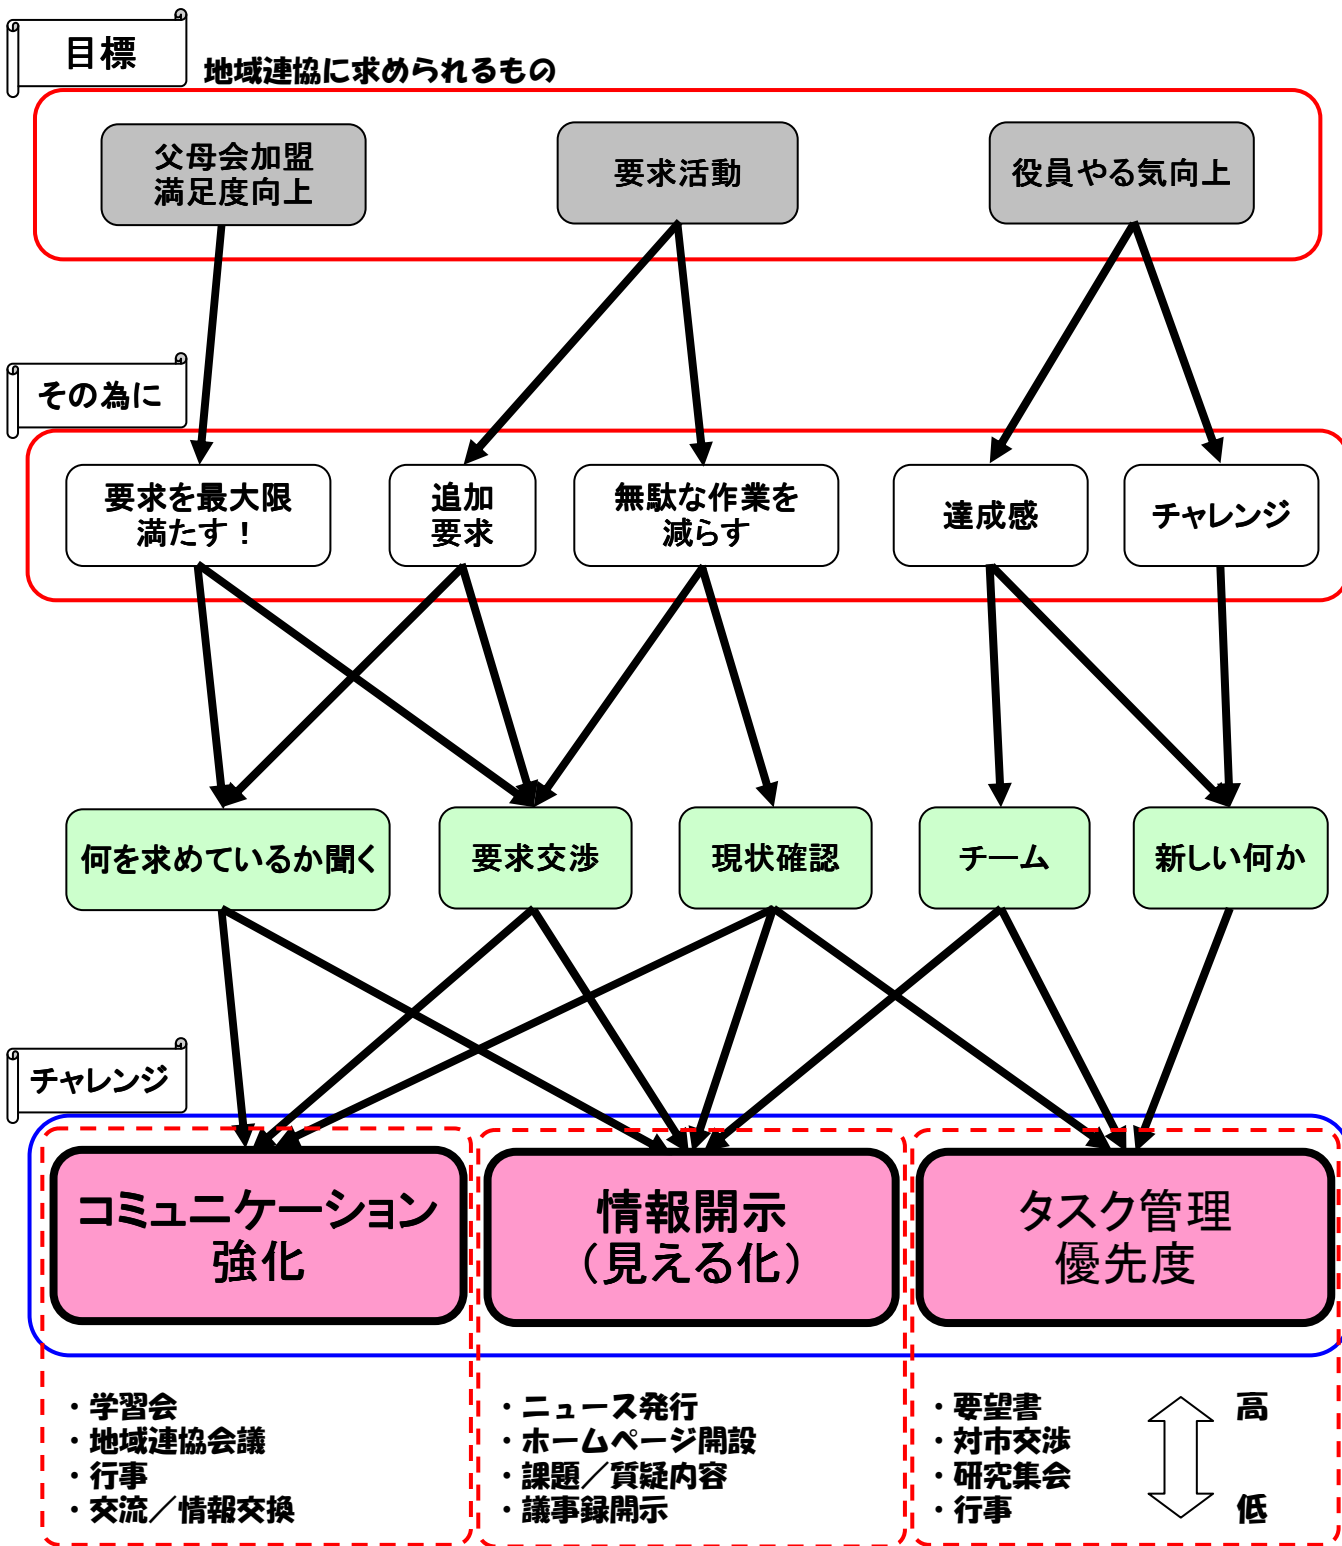 目標
地域連協に求められるもの
父母会加盟
満足度向上
要求活動
役員やる気向上
その為に
要求を最大限
満たす！
追加
要求
無駄な作業を
減らす
達成感
チャレンジ
何を求めているか聞く
要求交渉
現状確認
チーム
新しい何か
チャレンジ
コミュニケーション
強化
情報開示
（見える化）
タスク管理
優先度
・学習会
・地域連協会議
・行事
・交流／情報交換
・ニュース発行
・ホームページ開設
・課題／質疑内容
・議事録開示
・要望書
・対市交渉
・研究集会
・行事
高
低